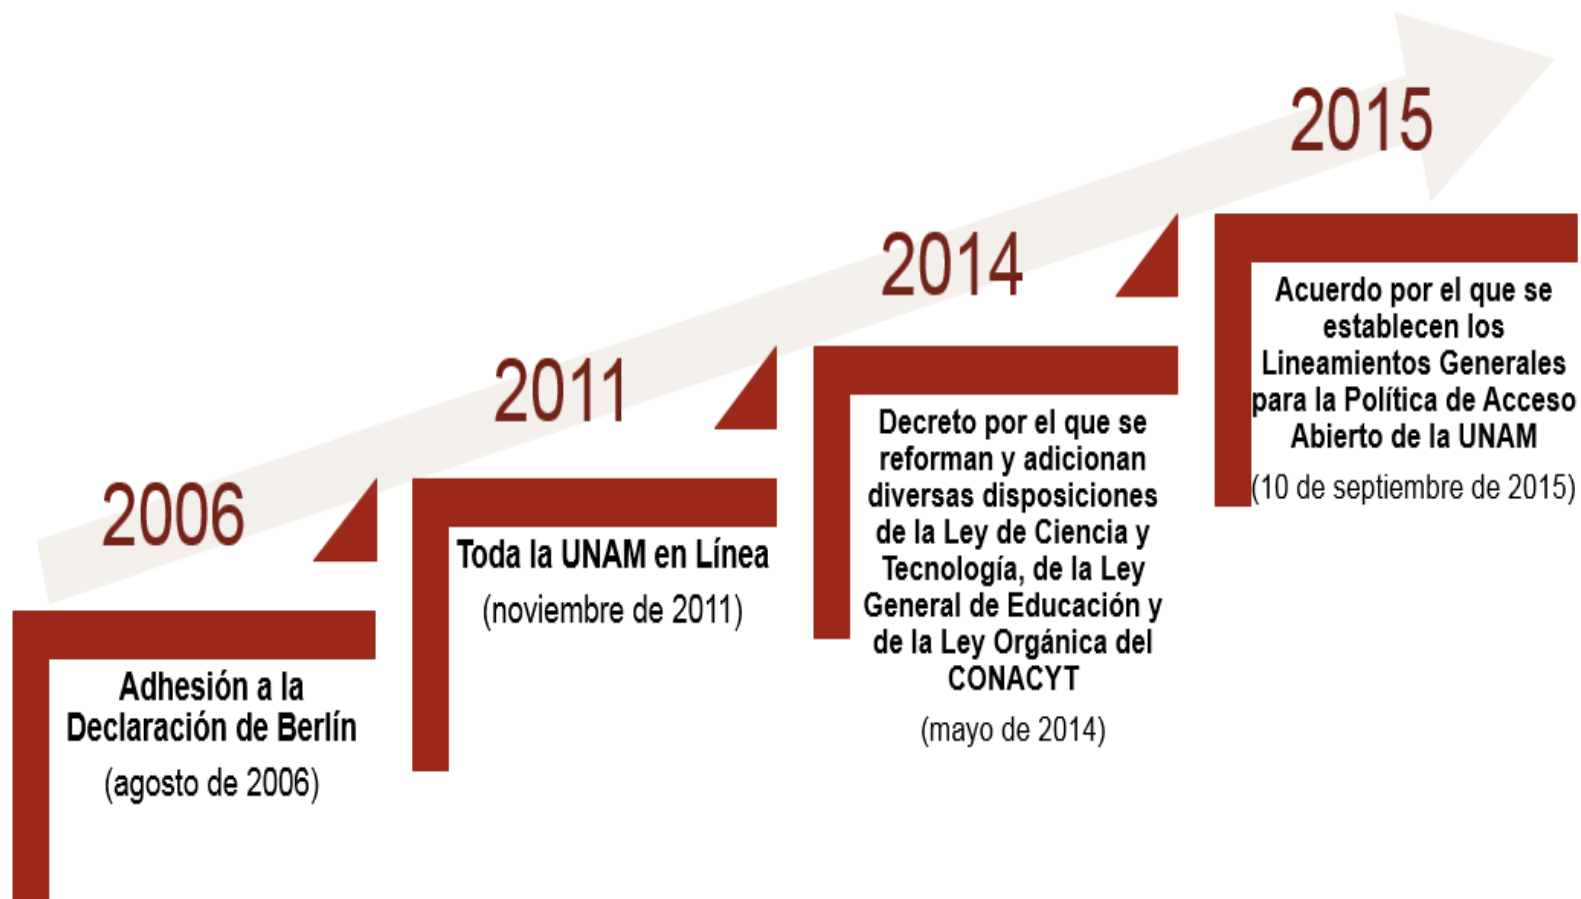 2006
Adhesión a la
Declaración de Berlín
(agosto de 2006)
2011
Toda la UNAM en Línea
(noviembre de 2011)
2014
Decreto por el que se
reforman y adicionan
diversas disposiciones
de la Ley de Ciencia y
Tecnología, de la Ley
General de Educación y
de la Ley Orgánica del
CONACYT
(mayo de 2014)
2015
Acuerdo por el que se
establecen los
Lineamientos Generales
para la Política de Acceso
Abierto de la UNAM
(10 de septiembre de 2015)